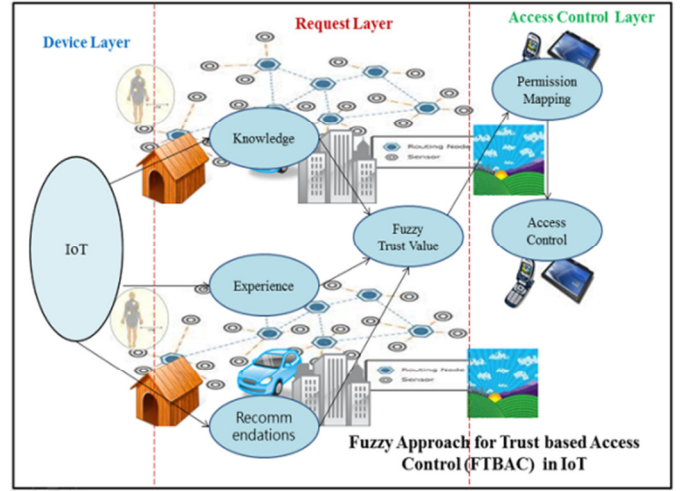 Device Layer
Request Layer
Access Control Layer
Permission
Mapping
Knowledge
Routing Node
Sensor
IoT
Fuzzy
Trust Value
Access
Control
Experience
Routing Node
Sensor
Recomm
endations
Fuzzy Approach for Trust based Access
Control (FTBAC) in IoT